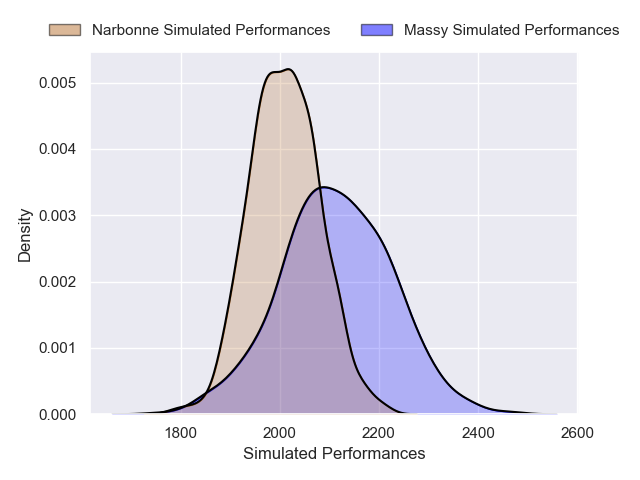 Narbonne Simulated Performances Massy Simulated Performances
0.005
0.004
0.003
0.002
0.001
0.000
Density
1800 2000 2200 2400 2600
Simulated Performances